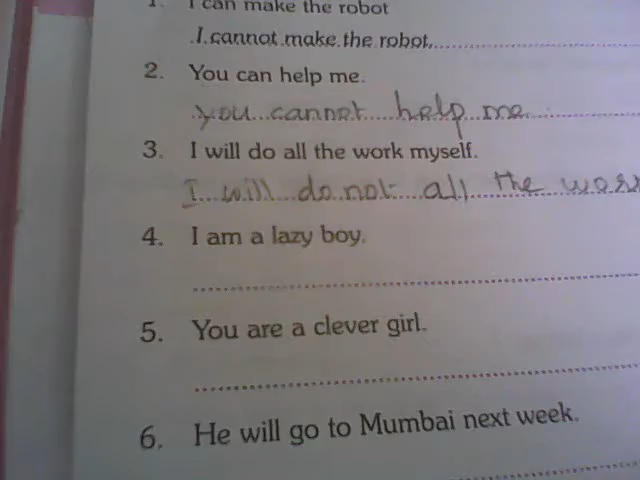 1. I can make the robot
I cannot make the robot.
2. You can help me.
you cannot help me.
3. I will do all the work myself.
I will do not all the wor
4. I am a lazy boy.
5. You are a clever girl.
6. He will go to Mumbai next week.